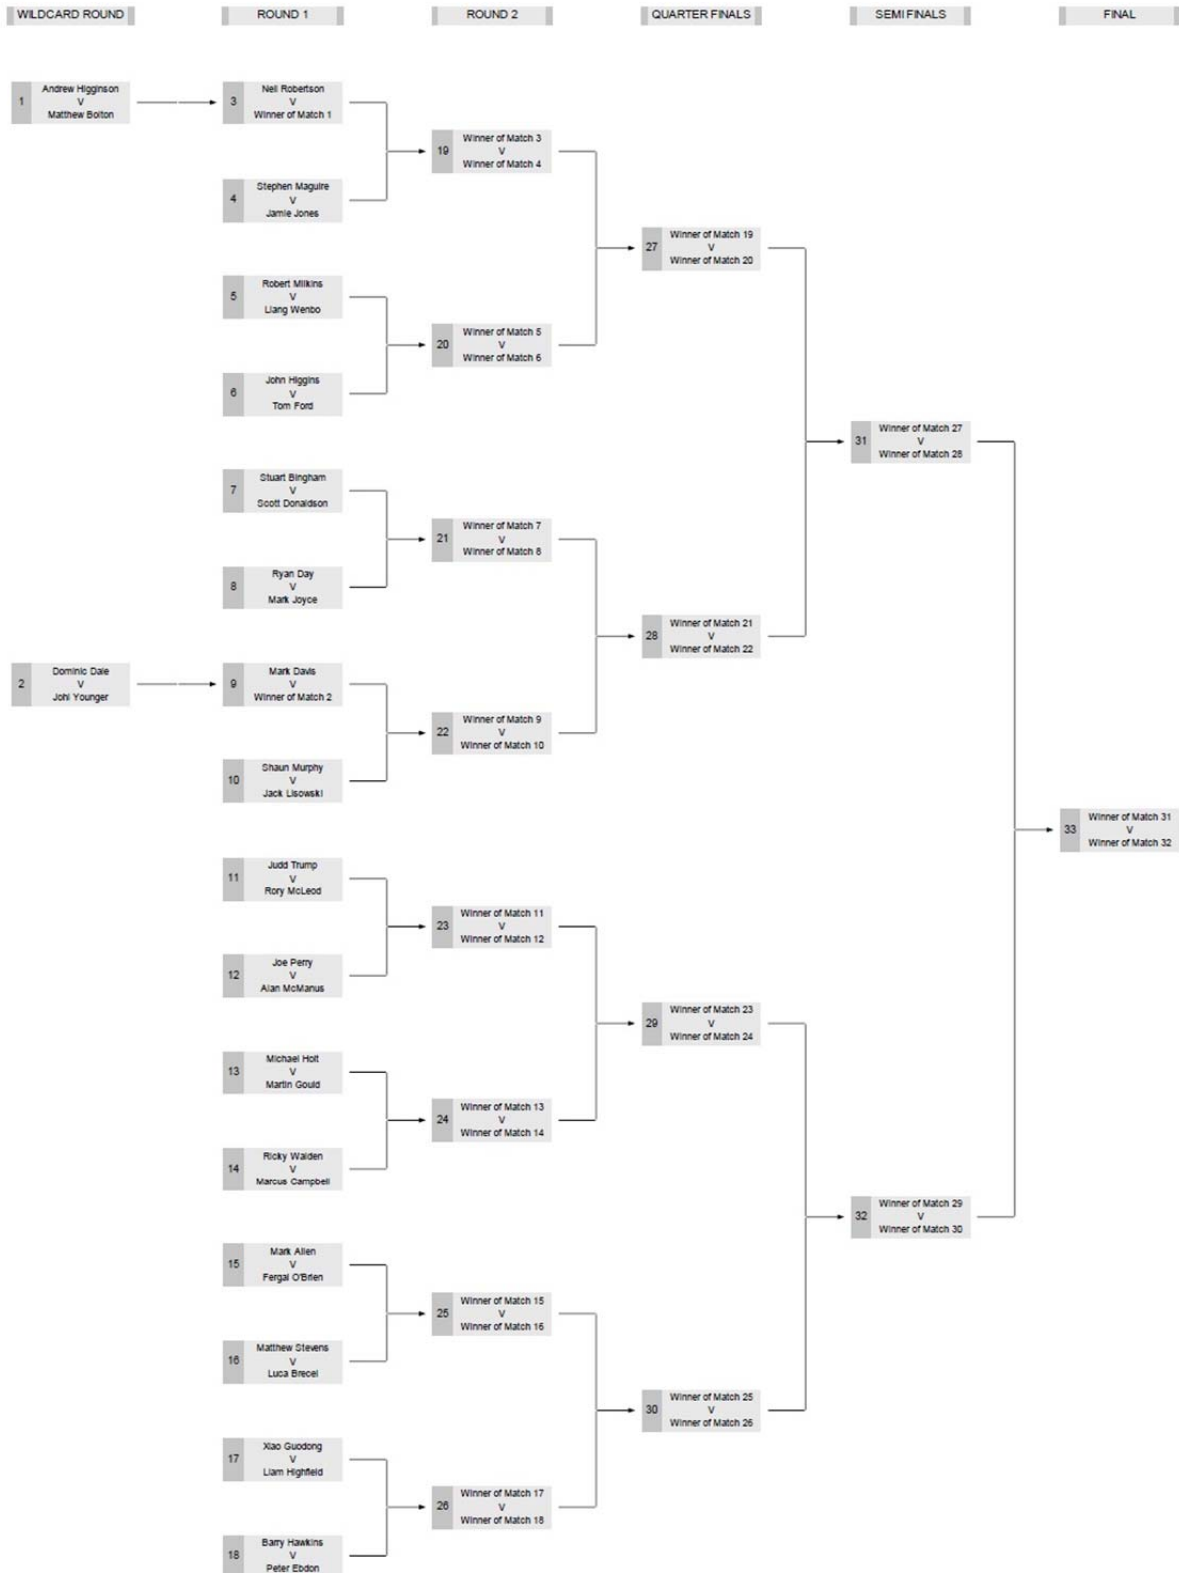 WILDCARD ROUND
ROUND 1
ROUND 2
QUARTER FINALS
SEMI FINALS
FINAL
1
Andrew Higginson
V
Matthew Bolton
2
Dominic Dale
V
Johl Younger
3
Neil Robertson
V
Winner of Match 1
4
Stephen Maguire
V
Jamie Jones
5
Robert Milkins
V
Liang Wenbo
6
John Higgins
V
Tom Ford
7
Stuart Bingham
V
Scott Donaldson
8
Ryan Day
V
Mark Joyce
9
Mark Davis
V
Winner of Match 2
10
Shaun Murphy
V
Jack Lisowski
11
Judd Trump
V
Rory McLeod
12
Joe Perry
V
Alan McManus
13
Michael Holt
V
Martin Gould
14
Ricky Walden
V
Marcus Campbell
15
Mark Allen
V
Fergal O'Brien
16
Matthew Stevens
V
Luca Brecel
17
Xiao Guodong
V
Liam Highfield
18
Barry Hawkins
V
Peter Ebdon
19
Winner of Match 3
V
Winner of Match 4
20
Winner of Match 5
V
Winner of Match 6
21
Winner of Match 7
V
Winner of Match 8
22
Winner of Match 9
V
Winner of Match 10
23
Winner of Match 11
V
Winner of Match 12
24
Winner of Match 13
V
Winner of Match 14
25
Winner of Match 15
V
Winner of Match 16
26
Winner of Match 17
V
Winner of Match 18
27
Winner of Match 19
V
Winner of Match 20
28
Winner of Match 21
V
Winner of Match 22
29
Winner of Match 23
V
Winner of Match 24
30
Winner of Match 25
V
Winner of Match 26
31
Winner of Match 27
V
Winner of Match 28
32
Winner of Match 29
V
Winner of Match 30
33
Winner of Match 31
V
Winner of Match 32